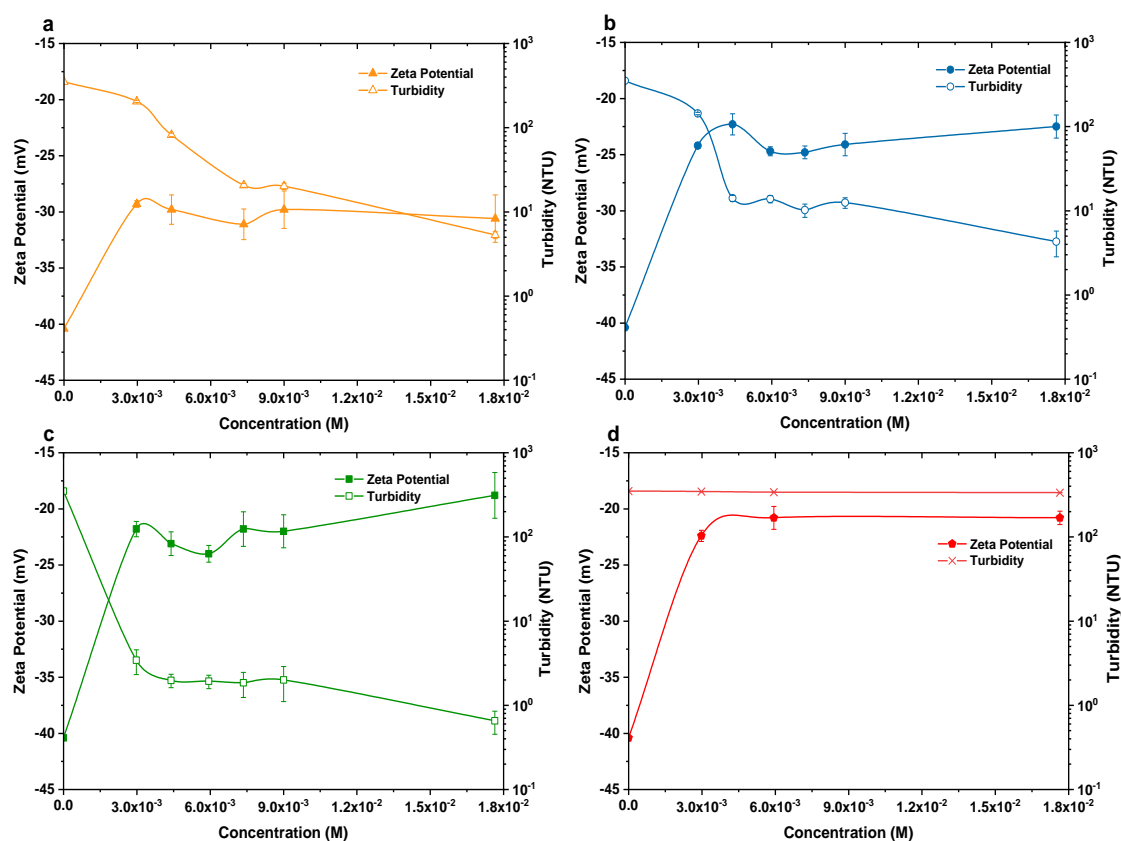 a
Zeta Potential (mV)
-15
-20
-25
-30
-35
-40
-45
Zeta Potential
Turbidity
10³
10²
10¹
10⁰
10⁻¹
Turbidity (NTU)
0.0 3.0x10⁻³ 6.0x10⁻³ 9.0x10⁻³ 1.2x10⁻² 1.5x10⁻² 1.8x10⁻²
Concentration (M)
b
Zeta Potential (mV)
-15
-20
-25
-30
-35
-40
-45
Zeta Potential
Turbidity
10³
10²
10¹
10⁰
10⁻¹
Turbidity (NTU)
0.0 3.0x10⁻³ 6.0x10⁻³ 9.0x10⁻³ 1.2x10⁻² 1.5x10⁻² 1.8x10⁻²
Concentration (M)
c
Zeta Potential (mV)
-15
-20
-25
-30
-35
-40
-45
Zeta Potential
Turbidity
10³
10²
10¹
10⁰
10⁻¹
Turbidity (NTU)
0.0 3.0x10⁻³ 6.0x10⁻³ 9.0x10⁻³ 1.2x10⁻² 1.5x10⁻² 1.8x10⁻²
Concentration (M)
d
Zeta Potential (mV)
-15
-20
-25
-30
-35
-40
-45
Zeta Potential
Turbidity
10³
10²
10¹
10⁰
10⁻¹
Turbidity (NTU)
0.0 3.0x10⁻³ 6.0x10⁻³ 9.0x10⁻³ 1.2x10⁻² 1.5x10⁻² 1.8x10⁻²
Concentration (M)